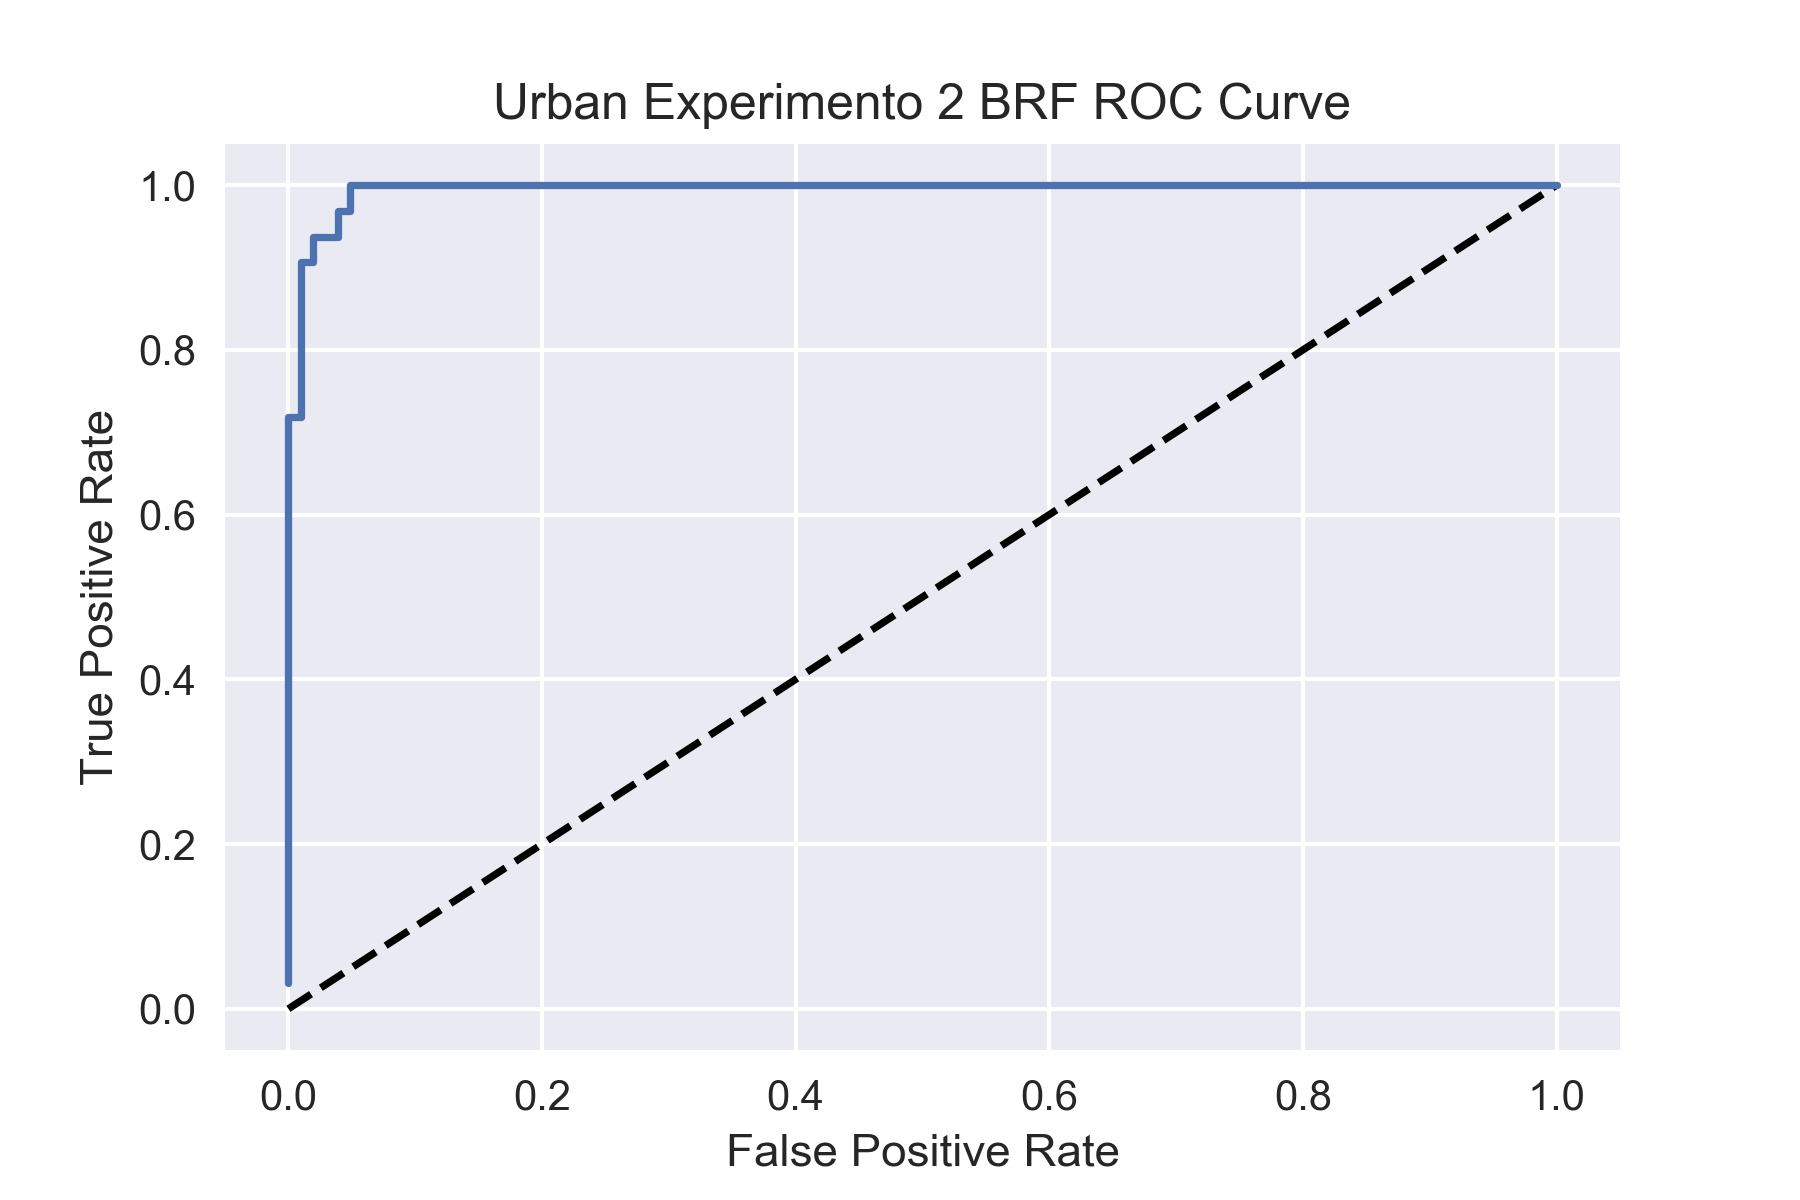 Urban Experimento 2 BRF ROC Curve
1.0
0.8
0.6
0.4
0.2
0.0
True Positive Rate
0.0 0.2 0.4 0.6 0.8 1.0
False Positive Rate